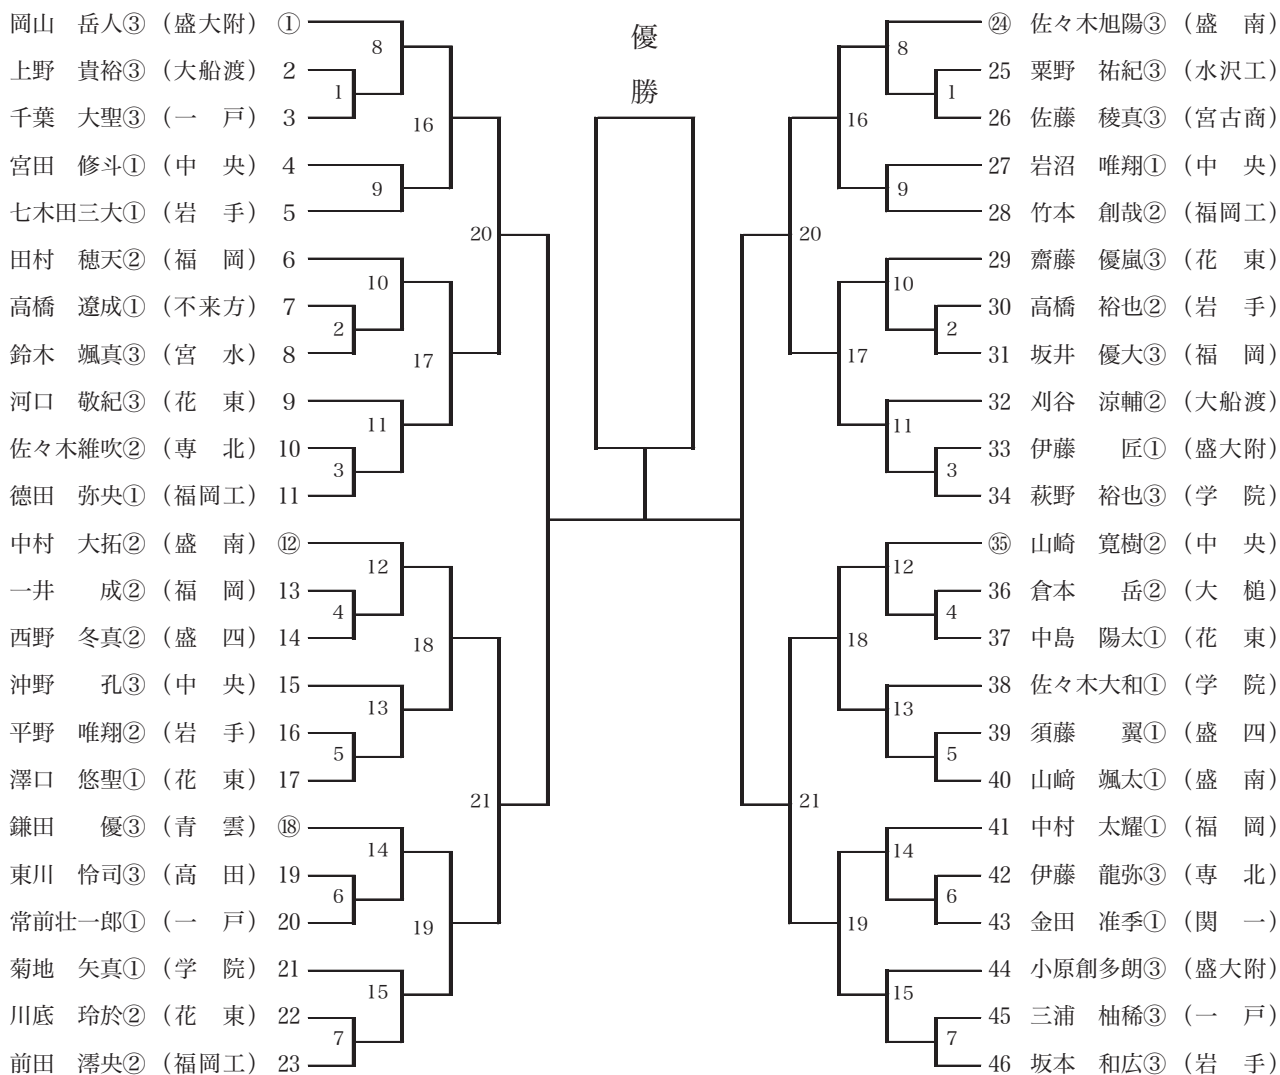 優
勝
岡山 岳人③ (盛大附) ①
上野 貴裕③ (大船渡) 2
千葉 大聖③ (一 戸) 3
宮田 修斗① (中 央) 4
七木田三大① (岩 手) 5
田村 穂天② (福 岡) 6
高橋 遼成① (不来方) 7
鈴木 颯真③ (宮 水) 8
河口 敬紀③ (花 東) 9
佐々木維吹② (専 北) 10
德田 弥央① (福岡工) 11
中村 大拓② (盛 南) ⑫
一井 成② (福 岡) 13
西野 冬真② (盛 四) 14
沖野 孔③ (中 央) 15
平野 唯翔② (岩 手) 16
澤口 悠聖① (花 東) 17
鎌田 優③ (青 雲) ⑱
東川 怜司③ (高 田) 19
常前壮一郎① (一 戸) 20
菊地 矢真① (学 院) 21
川底 玲於② (花 東) 22
前田 澪央② (福岡工) 23
8
1
16
9
20
10
2
17
11
3
12
4
18
13
5
21
14
6
19
15
7
㉔ 佐々木旭陽③ (盛 南)
25 粟野 祐紀③ (水沢工)
26 佐藤 稜真③ (宮古商)
27 岩沼 唯翔① (中 央)
28 竹本 創哉② (福岡工)
29 齋藤 優嵐③ (花 東)
30 高橋 裕也② (岩 手)
31 坂井 優大③ (福 岡)
32 刈谷 涼輔② (大船渡)
33 伊藤 匠① (盛大附)
34 萩野 裕也③ (学 院)
㉟ 山崎 寛樹② (中 央)
36 倉本 岳② (大 槌)
37 中島 陽太① (花 東)
38 佐々木大和① (学 院)
39 須藤 翼① (盛 四)
40 山﨑 颯太① (盛 南)
41 中村 太耀① (福 岡)
42 伊藤 龍弥③ (専 北)
43 金田 准季① (関 一)
44 小原創多朗③ (盛大附)
45 三浦 柚稀③ (一 戸)
46 坂本 和広③ (岩 手)
8
1
16
9
20
10
2
17
11
3
12
4
18
13
5
21
14
6
19
15
7